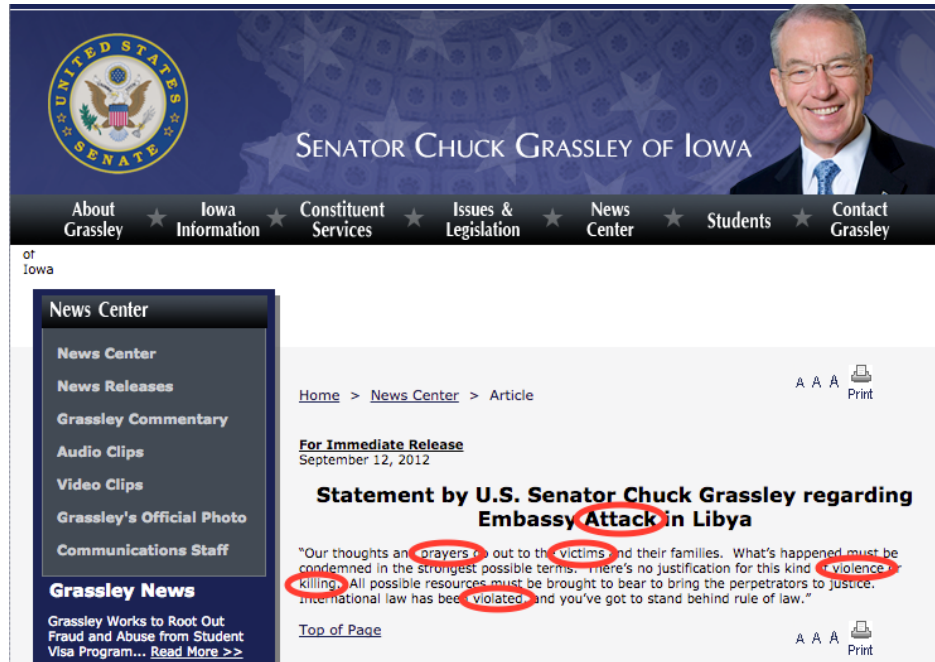 UNITED STATES
SENATE
SENATOR CHUCK GRASSLEY OF IOWA
About Grassley
Iowa Information
Constituent Services
Issues & Legislation
News Center
Students
Contact Grassley
of
Iowa
News Center
News Center
News Releases
Grassley Commentary
Audio Clips
Video Clips
Grassley's Official Photo
Communications Staff
Grassley News
Grassley Works to Root Out
Fraud and Abuse from Student
Visa Program... Read More >>
A A A
Print
Home > News Center > Article
For Immediate Release
September 12, 2012
Statement by U.S. Senator Chuck Grassley regarding
Embassy Attack in Libya
“Our thoughts and prayers go out to the victims and their families. What's happened must be
condemned in the strongest possible terms. There's no justification for this kind of violence or
killing. All possible resources must be brought to bear to bring the perpetrators to justice.
International law has been violated, and you've got to stand behind rule of law.”
Top of Page
A A A
Print